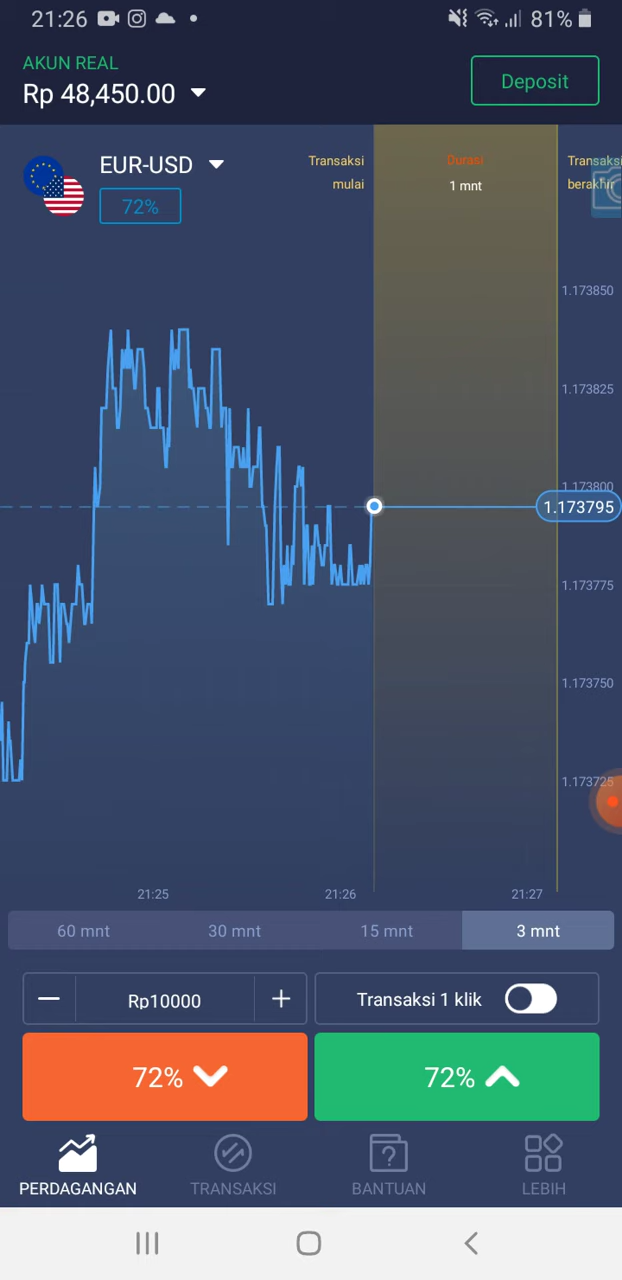 21:26
81%
AKUN REAL
Rp 48,450.00
Deposit
EUR-USD
72%
Transaksi mulai
Durasi
1 mnt
Transaksi berakhir
1.173850
1.173825
1.173800
1.173795
1.173775
1.173750
1.173725
21:25
21:26
21:27
60 mnt
30 mnt
15 mnt
3 mnt
Rp10000
Transaksi 1 klik
72%
72%
PERDAGANGAN
TRANSAKSI
BANTUAN
LEBIH